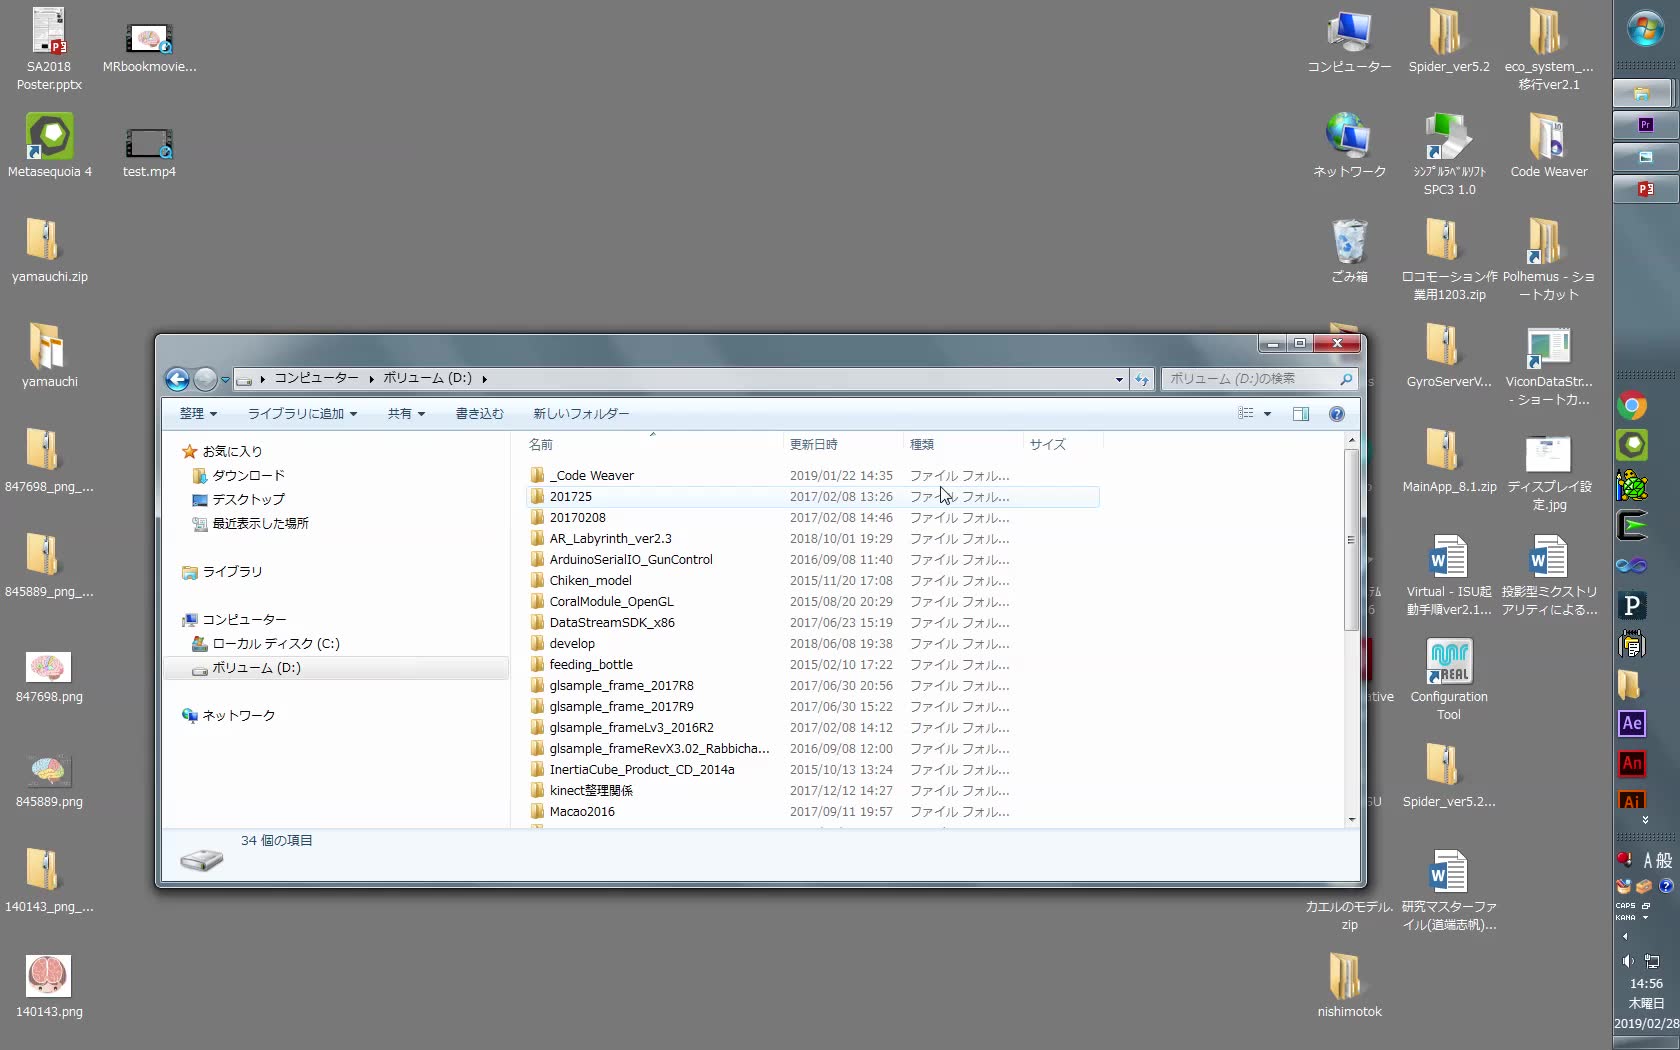 SA2018
Poster.pptx
MRbookmovie...
Metasequoia 4
test.mp4
yamauchi.zip
yamauchi
847698_png_...
845889_png_...
847698.png
845889.png
140143_png_...
140143.png
コンピューター
Spider_ver5.2
eco_system_...
移行ver2.1
ネットワーク
ｼﾝﾌﾟﾙﾗﾍﾞﾙｿﾌﾄ
SPC3 1.0
Code Weaver
ごみ箱
ロコモーション作
業用1203.zip
Polhemus - ショ
ートカット
GyroServerV...
ViconDataStr...
- ショートカ...
MainApp_8.1.zip
ディスプレイ設
定.jpg
Virtual - ISU起
動手順ver2.1...
投影型ミクストリ
アリティによる...
Configuration
Tool
Spider_ver5.2...
カエルのモデル.
zip
研究マスターファ
イル(道端志帆)...
nishimotok
コンピューター
ボリューム (D:)
ボリューム (D:)の検索
整理
ライブラリに追加
共有
書き込む
新しいフォルダー
お気に入り
ダウンロード
デスクトップ
最近表示した場所
ライブラリ
コンピューター
ローカル ディスク (C:)
ボリューム (D:)
ネットワーク
名前 更新日時 種類 サイズ
_Code Weaver 2019/01/22 14:35 ファイル フォル...
201725 2017/02/08 13:26 ファイル フォル...
20170208 2017/02/08 14:46 ファイル フォル...
AR_Labyrinth_ver2.3 2018/10/01 19:29 ファイル フォル...
ArduinoSerialIO_GunControl 2016/09/08 11:40 ファイル フォル...
Chiken_model 2015/11/20 17:08 ファイル フォル...
CoralModule_OpenGL 2015/08/20 20:29 ファイル フォル...
DataStreamSDK_x86 2017/06/23 15:19 ファイル フォル...
develop 2018/06/08 19:38 ファイル フォル...
feeding_bottle 2015/02/10 17:22 ファイル フォル...
glsample_frame_2017R8 2017/06/30 20:56 ファイル フォル...
glsample_frame_2017R9 2017/06/30 15:22 ファイル フォル...
glsample_frameLv3_2016R2 2017/02/08 14:12 ファイル フォル...
glsample_frameRevX3.02_Rabbicha... 2016/09/08 12:00 ファイル フォル...
InertiaCube_Product_CD_2014a 2015/10/13 13:24 ファイル フォル...
kinect整理関係 2017/12/12 14:27 ファイル フォル...
Macao2016 2017/09/11 19:57 ファイル フォル...
34 個の項目
Pr
Ae
An
Ai
A 般
CAPS
KANA
14:56
木曜日
2019/02/28